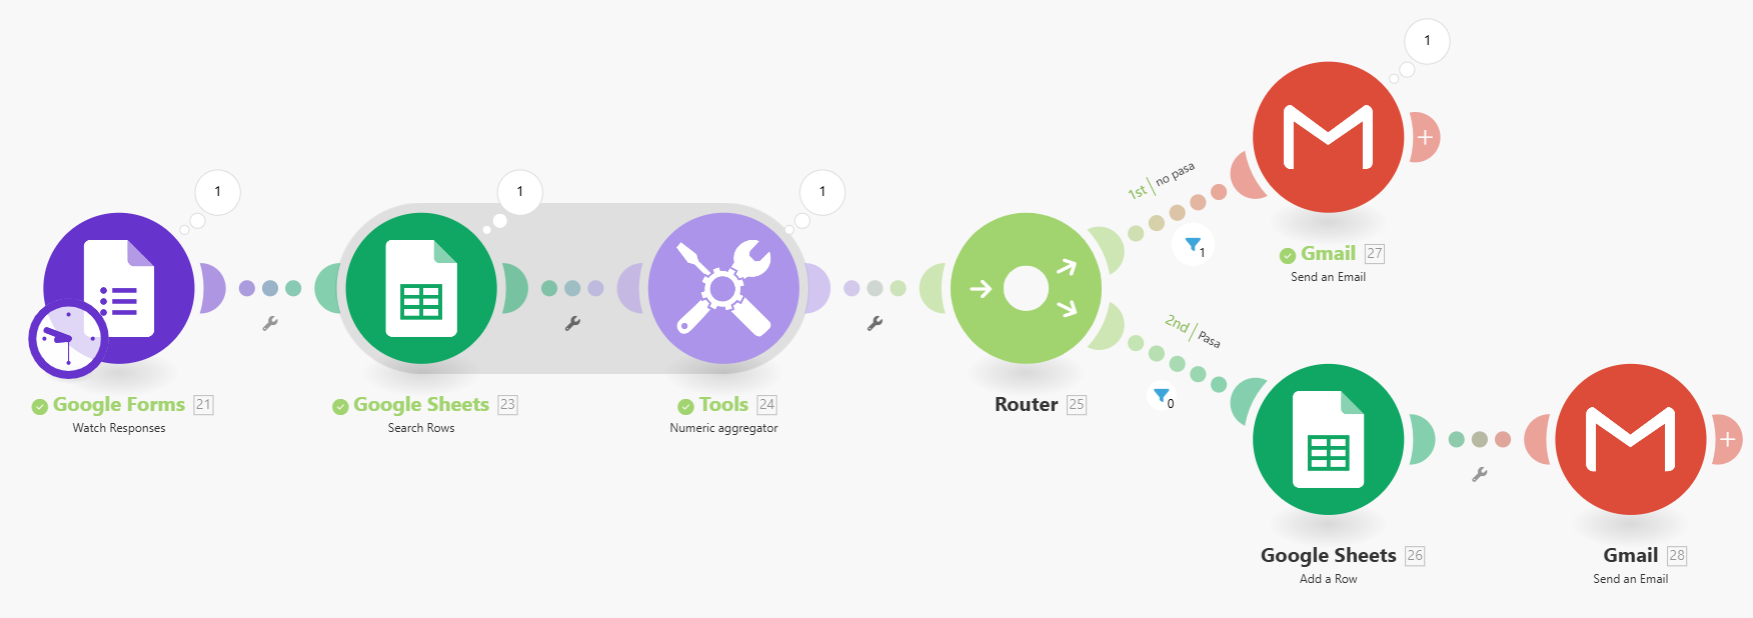 1
Google Forms 21
Watch Responses
1
Google Sheets 23
Search Rows
1
Tools 24
Numeric aggregator
Router 25
1st | no pasa
1
1
Gmail 27
Send an Email
2nd | Pasa
0
Google Sheets 26
Add a Row
Gmail 28
Send an Email